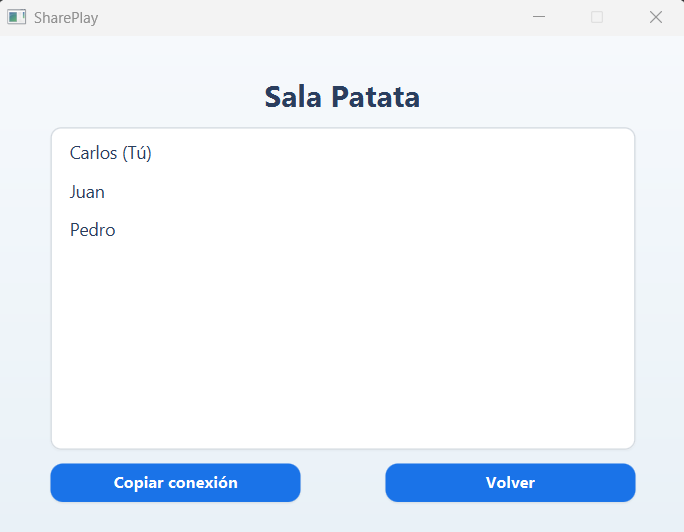 SharePlay
Sala Patata
Carlos (Tú)
Juan
Pedro
Copiar conexión
Volver